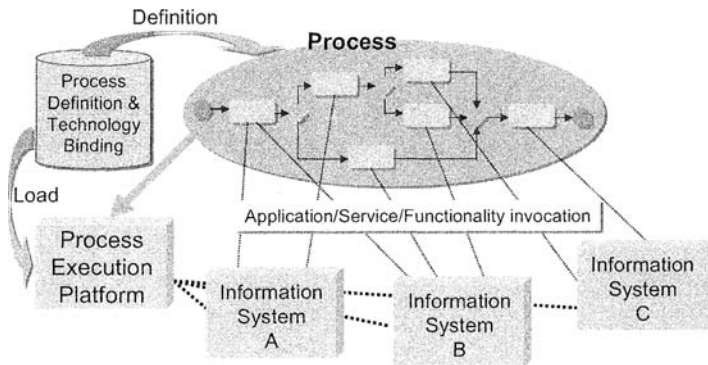 Definition
Process
Process
Definition &
Technology
Binding
Load
Application/Service/Functionality invocation
Process
Execution
Platform
Information
System
A
Information
System
B
Information
System
C